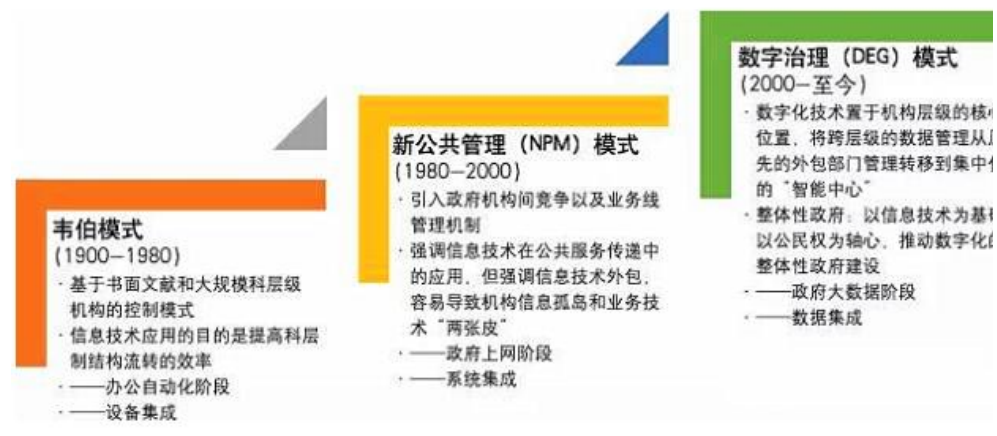 韦伯模式
(1900—1980)
· 基于书面文献和大规模科层级
机构的控制模式
· 信息技术应用的目的是提高科层
制结构流转的效率
· ——办公自动化阶段
· ——设备集成
新公共管理（NPM）模式
(1980—2000)
· 引入政府机构间竞争以及业务线
管理机制
· 强调信息技术在公共服务传递中
的应用，但强调信息技术外包，
容易导致机构信息孤岛和业务技
术“两张皮”
· ——政府上网阶段
· ——系统集成
数字治理（DEG）模式
(2000—至今)
· 数字化技术置于机构层级的核
位置，将跨层级的数据管理从
先的外包部门管理转移到集中
的“智能中心”
· 整体性政府：以信息技术为基
以公民权为轴心，推动数字化
整体性政府建设
· ——政府大数据阶段
· ——数据集成